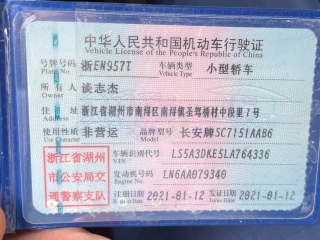 中华人民共和国机动车行驶证
Vehicle License of the People's Republic of China
号牌号码 浙EN957T 车辆类型 小型轿车
Plate No. Vehicle Type
所有人 谈志杰
Owner
住址 浙江省湖州市南浔区南浔镇圣驾桥村中段里7号
Address
使用性质 非营运 品牌型号 长安牌SC7151AAB6
Use Character Model
浙江省湖州市公安局交通警察支队
车辆识别代号 LS5A3DKE5LA764336
VIN
发动机号码 LN6AA079340
Engine No.
注册日期 2021-01-12 发证日期 2021-01-12
Register Date Issue Date